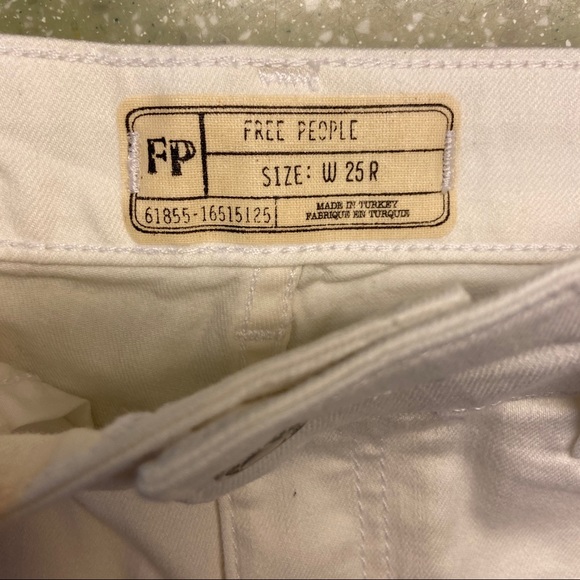 FP
FREE PEOPLE
SIZE: W 25 R
61855-16515125
MADE IN TURKEY
FABRIQUE EN TURQUIE